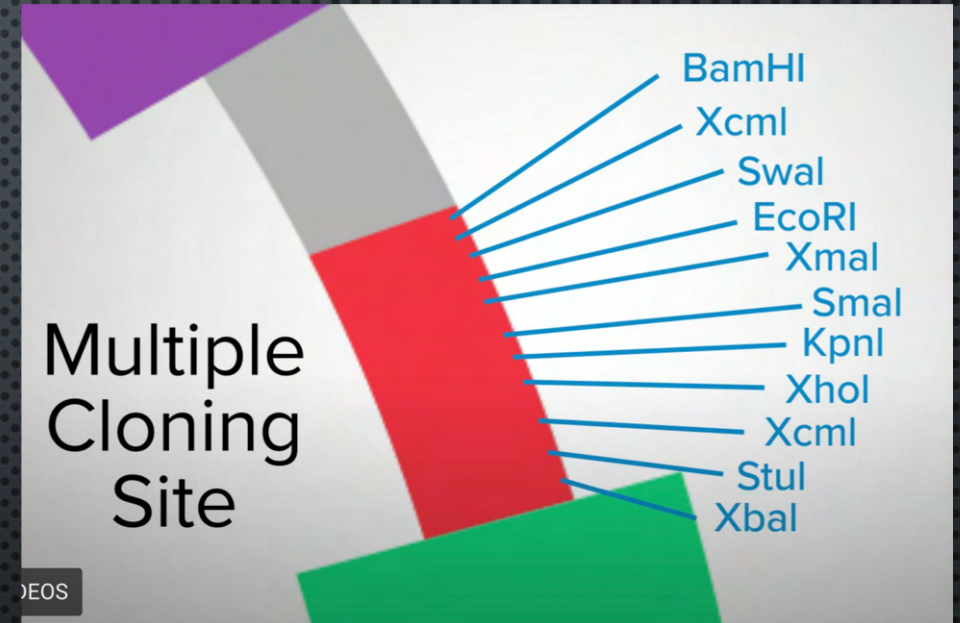 BamHI
XcmI
SwaI
EcoRI
XmaI
SmaI
KpnI
XhoI
XcmI
StuI
XbaI
Multiple
Cloning
Site
DEOS